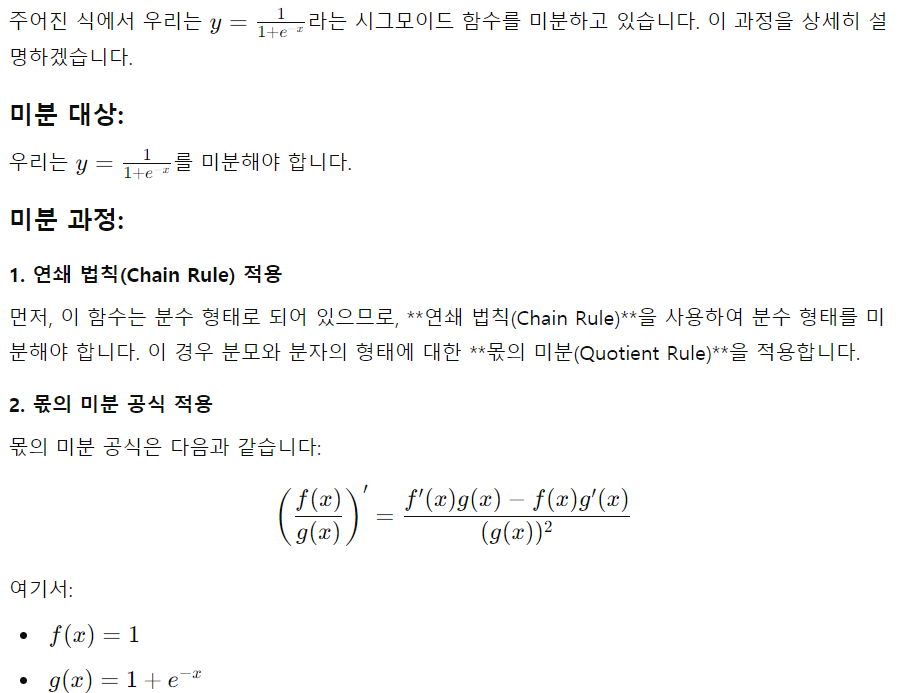 주어진 식에서 우리는 $y = \frac{1}{1+e^{-x}}$라는 시그모이드 함수를 미분하고 있습니다. 이 과정을 상세히 설
명하겠습니다.
미분 대상:
우리는 $y = \frac{1}{1+e^{-x}}$를 미분해야 합니다.
미분 과정:
1. 연쇄 법칙(Chain Rule) 적용
먼저, 이 함수는 분수 형태로 되어 있으므로, **연쇄 법칙(Chain Rule)**을 사용하여 분수 형태를 미
분해야 합니다. 이 경우 분모와 분자의 형태에 대한 **몫의 미분(Quotient Rule)**을 적용합니다.
2. 몫의 미분 공식 적용
몫의 미분 공식은 다음과 같습니다:
$\left(\frac{f(x)}{g(x)}\right)' = \frac{f'(x)g(x) - f(x)g'(x)}{(g(x))^2}$
여기서:
• $f(x) = 1$
• $g(x) = 1 + e^{-x}$